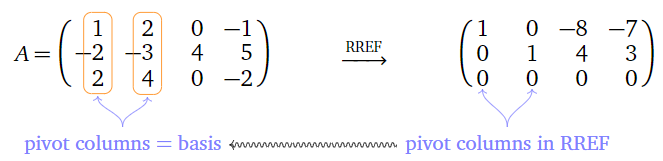 A = ( 1 2 0 −1 ) RREF ( 1 0 −8 −7 )
( −2 −3 4 5 ) ⟶ ( 0 1 4 3 )
( 2 4 0 −2 ) ( 0 0 0 0 )
pivot columns = basis pivot columns in RREF